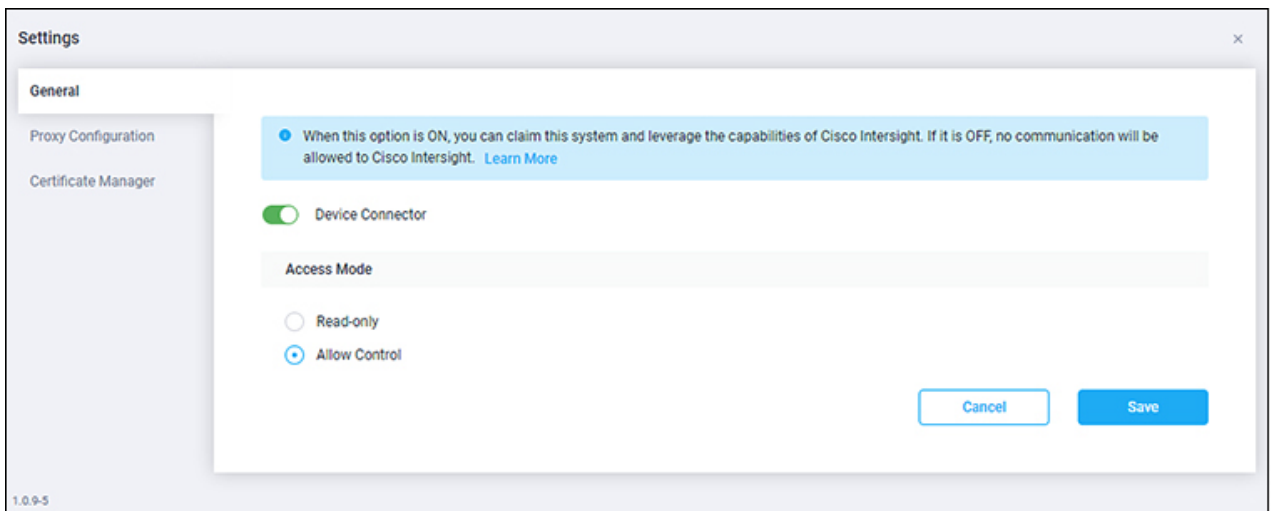 Settings
General
Proxy Configuration
Certificate Manager
When this option is ON, you can claim this system and leverage the capabilities of Cisco Intersight. If it is OFF, no communication will be
allowed to Cisco Intersight. Learn More
Device Connector
Access Mode
Read-only
Allow Control
Cancel Save
1.0.9-5